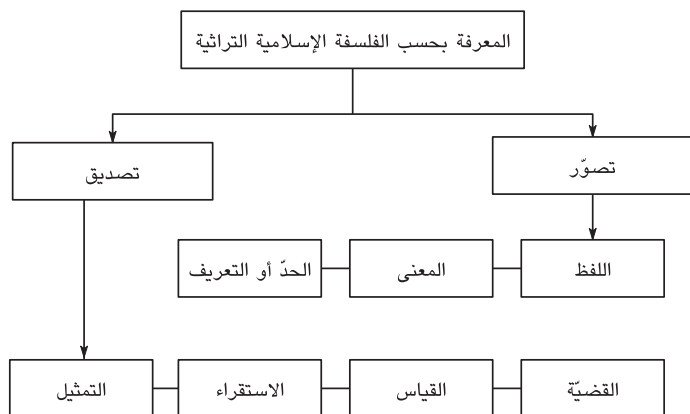 المعرفة بحسب الفلسفة الإسلامية التراثية
تصوّر
تصديق
اللفظ
المعنى
الحدّ أو التعريف
القضيّة
القياس
الاستقراء
التمثيل